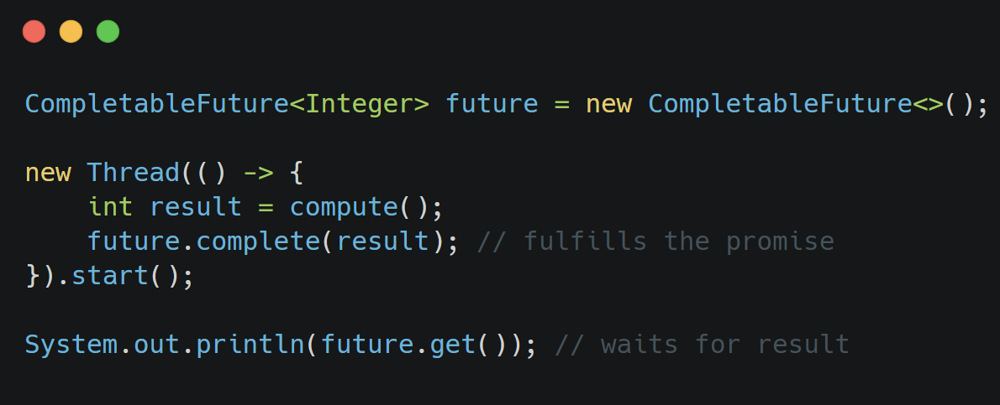 CompletableFuture<Integer> future = new CompletableFuture<>();
new Thread(() -> {
    int result = compute();
    future.complete(result); // fulfills the promise
}).start();
System.out.println(future.get()); // waits for result